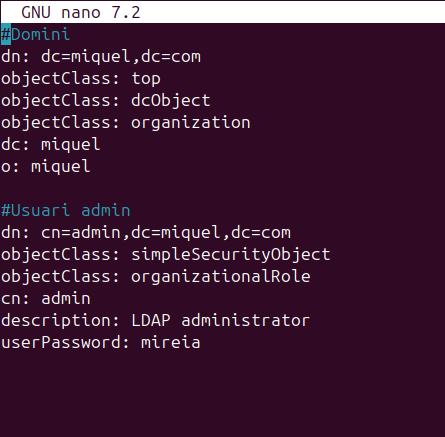 GNU nano 7.2
#Domini
dn: dc=miquel,dc=com
objectClass: top
objectClass: dcObject
objectClass: organization
dc: miquel
o: miquel

#Usuari admin
dn: cn=admin,dc=miquel,dc=com
objectClass: simpleSecurityObject
objectClass: organizationalRole
cn: admin
description: LDAP administrator
userPassword: mireia